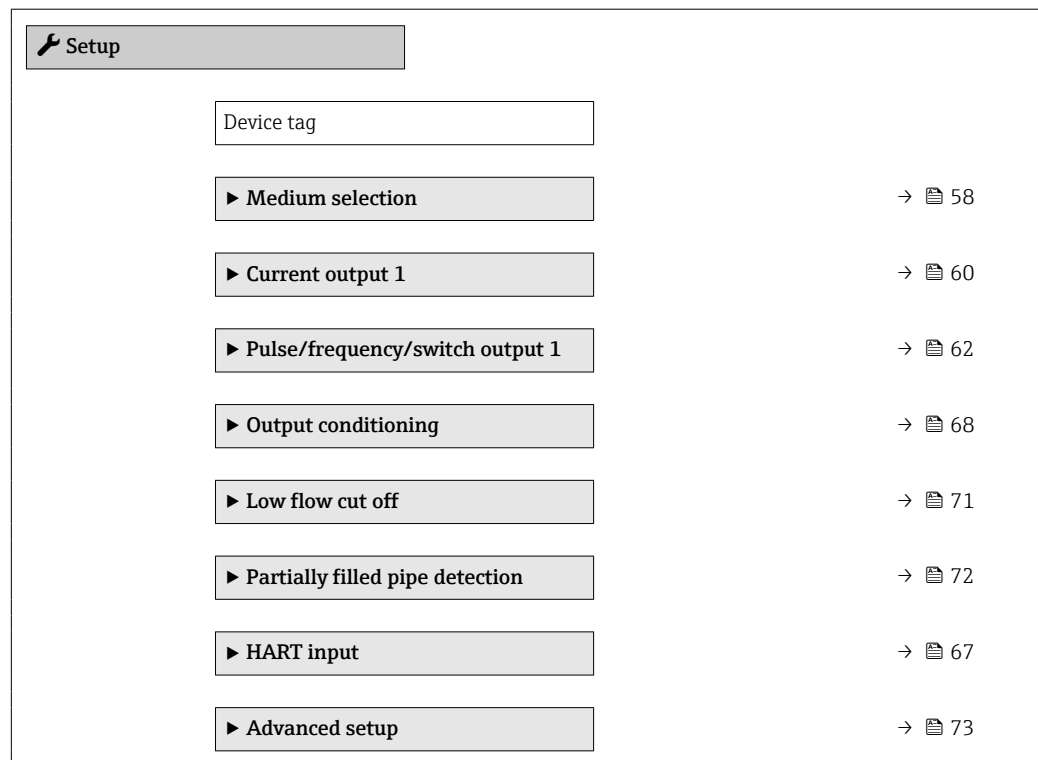 Setup
Device tag
▶ Medium selection → 58
▶ Current output 1 → 60
▶ Pulse/frequency/switch output 1 → 62
▶ Output conditioning → 68
▶ Low flow cut off → 71
▶ Partially filled pipe detection → 72
▶ HART input → 67
▶ Advanced setup → 73